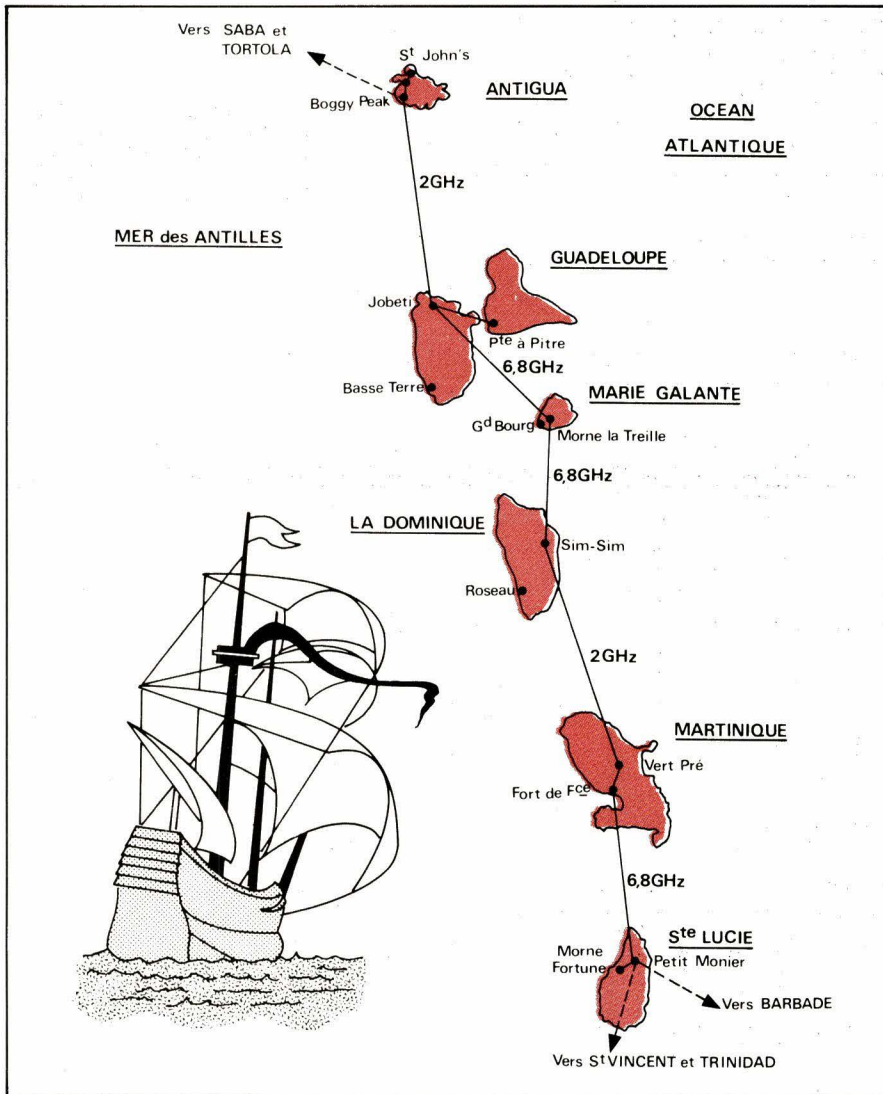 Vers SABA et
TORTOLA
St John's
Boggy Peak
ANTIGUA
OCEAN
ATLANTIQUE
2GHz
MER des ANTILLES
GUADELOUPE
Jobeti
Pte à Pitre
6,8GHz
Basse Terre
MARIE GALANTE
Gd Bourg
Morne la Treille
6,8GHz
LA DOMINIQUE
Sim-Sim
Roseau
2GHz
MARTINIQUE
Vert Pré
Fort de Fce
6,8GHz
Ste LUCIE
Morne
Fortune
Petit Monier
Vers BARBADE
Vers St VINCENT et TRINIDAD